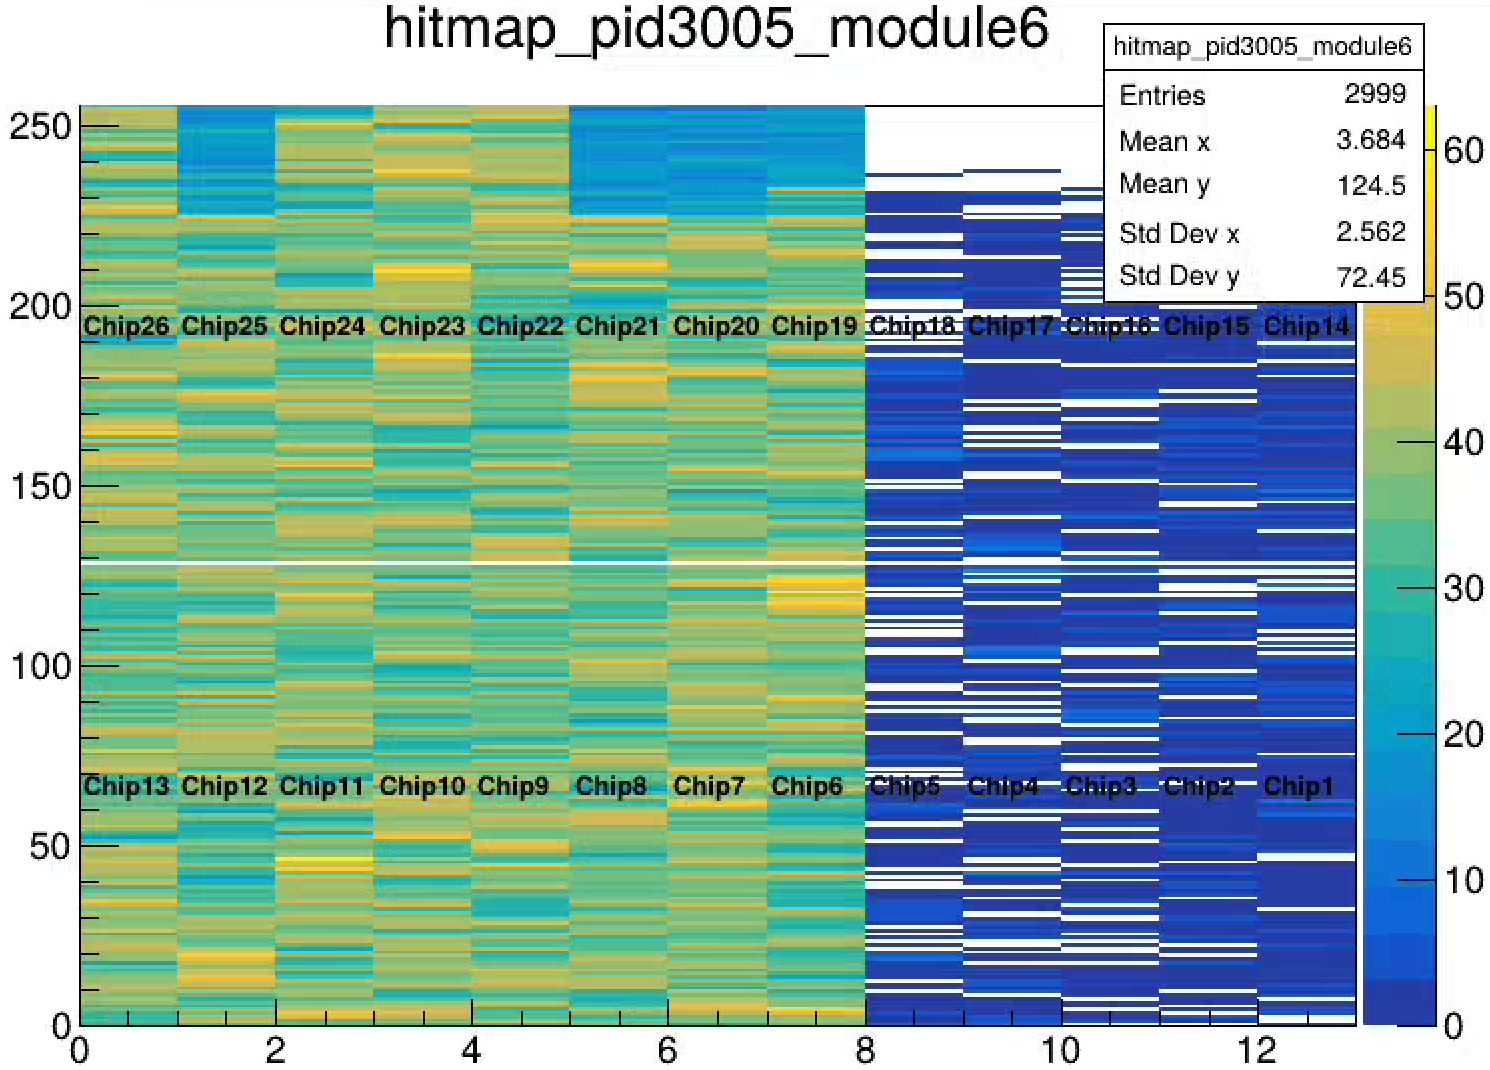 hitmap_pid3005_module6
hitmap_pid3005_module6
Entries 2999
Mean x 3.684
Mean y 124.5
Std Dev x 2.562
Std Dev y 72.45
250
200
150
100
50
0
Chip26 Chip25 Chip24 Chip23 Chip22 Chip21 Chip20 Chip19 Chip18 Chip17 Chip16 Chip15 Chip14
Chip13 Chip12 Chip11 Chip10 Chip9 Chip8 Chip7 Chip6 Chip5 Chip4 Chip3 Chip2 Chip1
0 2 4 6 8 10 12
60
50
40
30
20
10
0